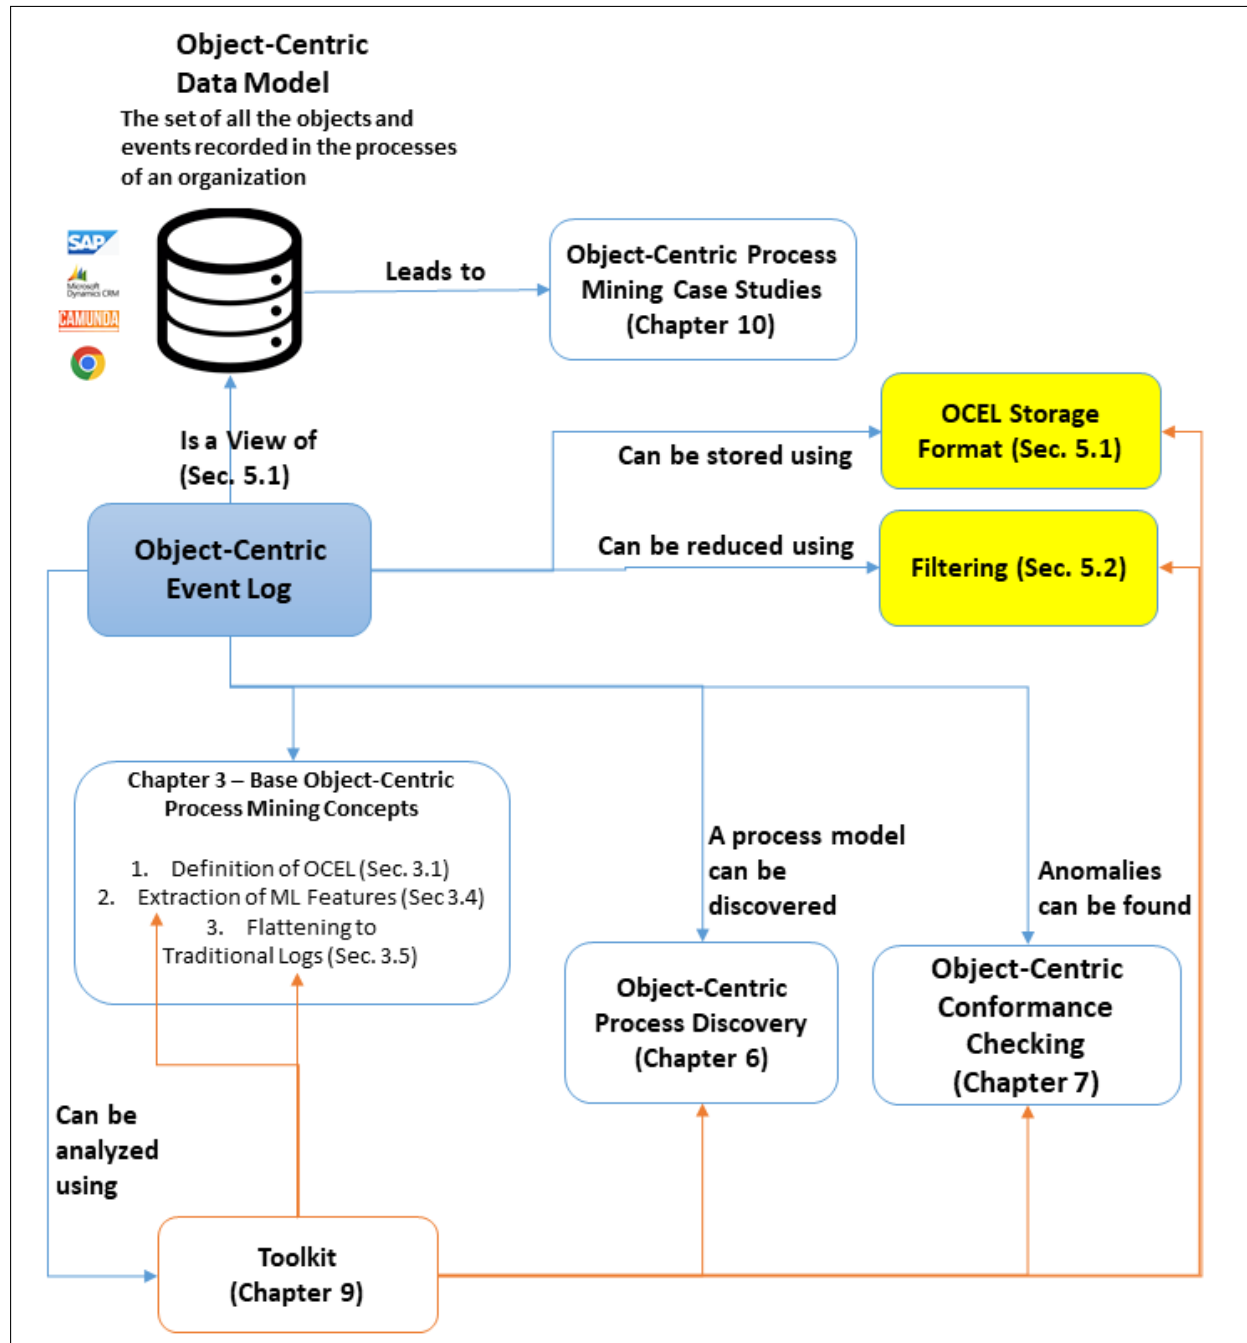 Object-Centric
Data Model
The set of all the objects and
events recorded in the processes
of an organization
SAP
Microsoft
Dynamics CRM
CAMUNDA
Leads to
Object-Centric Process
Mining Case Studies
(Chapter 10)
Is a View of
(Sec. 5.1)
Can be stored using
OCEL Storage
Format (Sec. 5.1)
Object-Centric
Event Log
Can be reduced using
Filtering (Sec. 5.2)
Chapter 3 – Base Object-Centric
Process Mining Concepts
1. Definition of OCEL (Sec. 3.1)
2. Extraction of ML Features (Sec 3.4)
3. Flattening to
Traditional Logs (Sec. 3.5)
A process model
can be
discovered
Anomalies
can be found
Object-Centric
Process Discovery
(Chapter 6)
Object-Centric
Conformance
Checking
(Chapter 7)
Can be
analyzed
using
Toolkit
(Chapter 9)